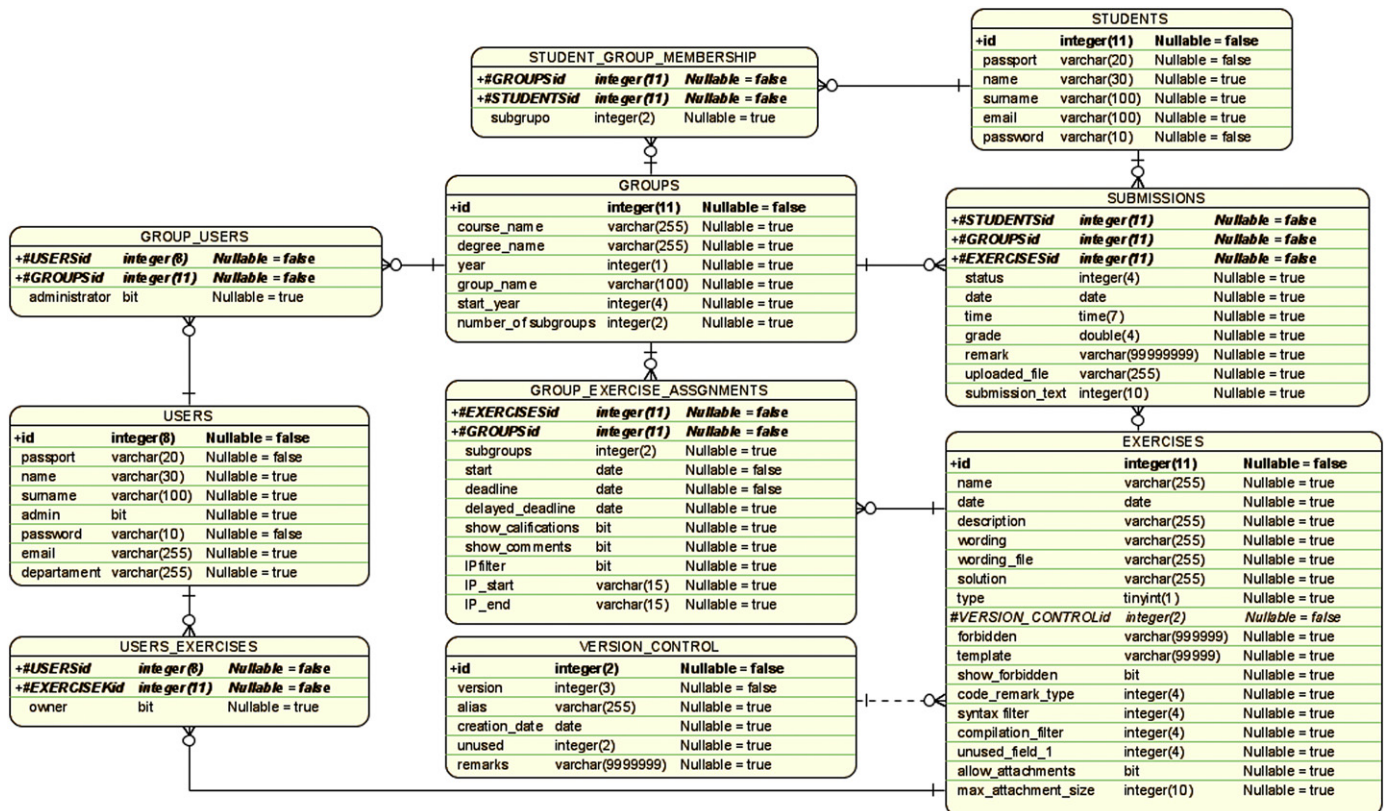 STUDENTS
+id integer(11) Nullable = false
passport varchar(20) Nullable = false
name varchar(30) Nullable = true
surname varchar(100) Nullable = true
email varchar(100) Nullable = true
password varchar(10) Nullable = false
STUDENT_GROUP_MEMBERSHIP
+#GROUPSid integer(11) Nullable = false
+#STUDENTSid integer(11) Nullable = false
subgrupo integer(2) Nullable = true
GROUPS
+id integer(11) Nullable = false
course_name varchar(255) Nullable = true
degree_name varchar(255) Nullable = true
year integer(1) Nullable = true
group_name varchar(100) Nullable = true
start_year integer(4) Nullable = true
number_of subgroups integer(2) Nullable = true
SUBMISSIONS
+#STUDENTSid integer(11) Nullable = false
+#GROUPSid integer(11) Nullable = false
+#EXERCISESid integer(11) Nullable = false
status integer(4) Nullable = true
date date Nullable = true
time time(7) Nullable = true
grade double(4) Nullable = true
remark varchar(99999999) Nullable = true
uploaded_file varchar(255) Nullable = true
submission_text integer(10) Nullable = true
GROUP_USERS
+#USERSid integer(8) Nullable = false
+#GROUPSid integer(11) Nullable = false
administrator bit Nullable = true
USERS
+id integer(8) Nullable = false
passport varchar(20) Nullable = false
name varchar(30) Nullable = true
surname varchar(100) Nullable = true
admin bit Nullable = true
password varchar(10) Nullable = false
email varchar(255) Nullable = true
departament varchar(255) Nullable = true
GROUP_EXERCISE_ASSGNMENTS
+#EXERCISESid integer(11) Nullable = false
+#GROUPSid integer(11) Nullable = false
subgroups integer(2) Nullable = true
start date Nullable = false
deadline date Nullable = false
delayed_deadline date Nullable = true
show_califications bit Nullable = true
show_comments bit Nullable = true
IPfilter bit Nullable = true
IP_start varchar(15) Nullable = true
IP_end varchar(15) Nullable = true
EXERCISES
+id integer(11) Nullable = false
name varchar(255) Nullable = true
date date Nullable = true
description varchar(255) Nullable = true
wording varchar(255) Nullable = true
wording_file varchar(255) Nullable = true
solution varchar(255) Nullable = true
type tinyint(1) Nullable = true
#VERSION_CONTROLid integer(2) Nullable = false
forbidden varchar(999999) Nullable = true
template varchar(99999) Nullable = true
show_forbidden bit Nullable = true
code_remark_type integer(4) Nullable = true
syntax filter integer(4) Nullable = true
compilation_filter integer(4) Nullable = true
unused_field_1 integer(4) Nullable = true
allow_attachments bit Nullable = true
max_attachment_size integer(10) Nullable = true
USERS_EXERCISES
+#USERSid integer(8) Nullable = false
+#EXERCISEKid integer(11) Nullable = false
owner bit Nullable = true
VERSION_CONTROL
+id integer(2) Nullable = false
version integer(3) Nullable = false
alias varchar(255) Nullable = true
creation_date date Nullable = true
unused integer(2) Nullable = true
remarks varchar(9999999) Nullable = true